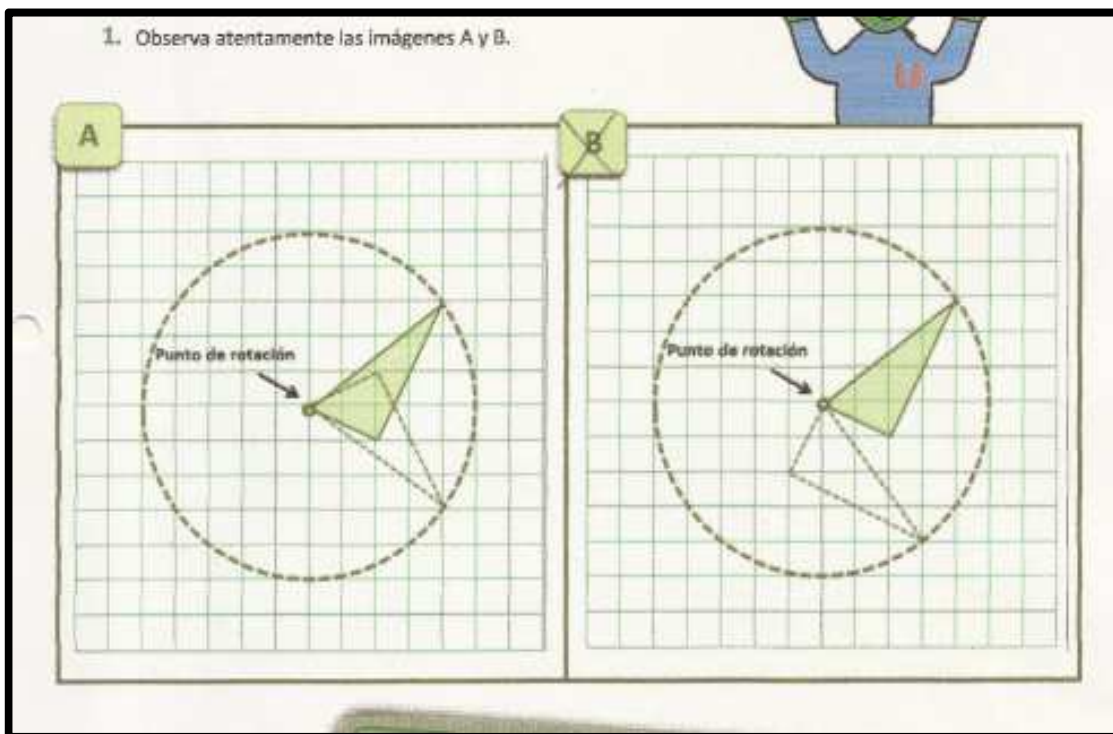 1. Observa atentamente las imágenes A y B.
A
B
Punto de rotación
Punto de rotación